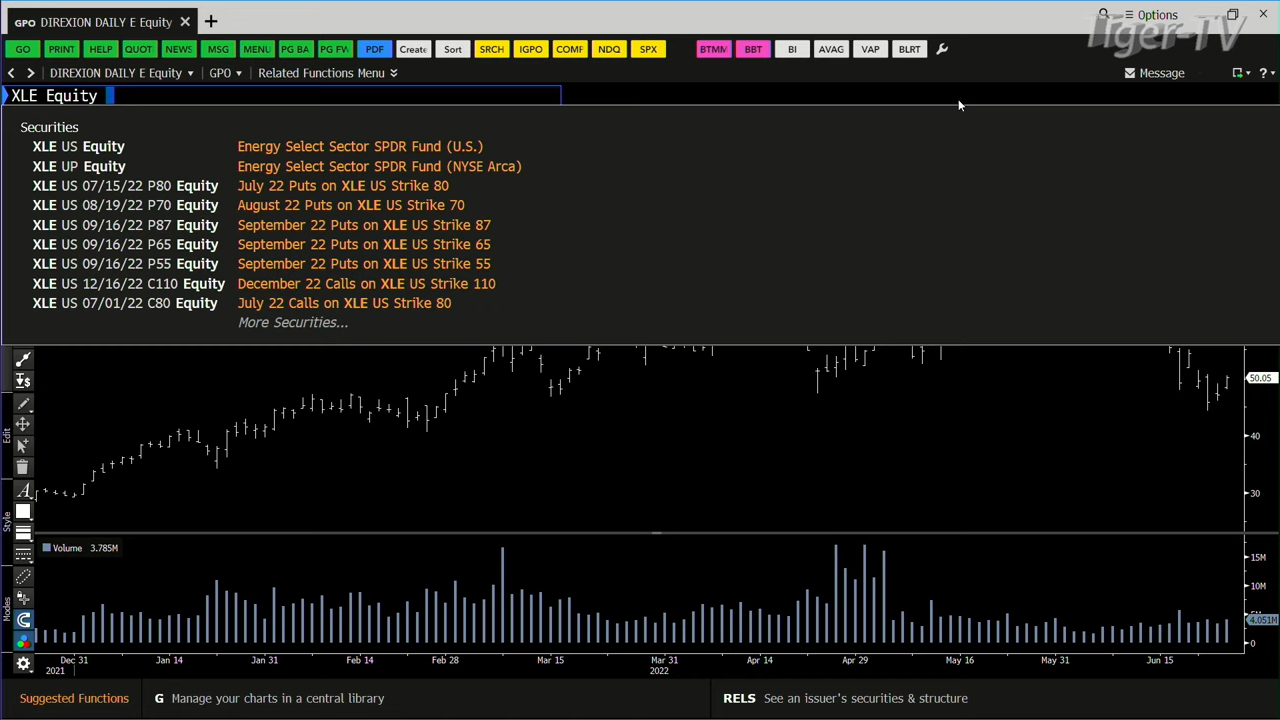 GPO DIREXION DAILY E Equity
Options
Tiger-TV
GO PRINT HELP QUOT NEWS MSG MENU PG BA PG FW PDF Create Sort SRCH IGPO COMF NDQ SPX BTMM BBT BI AVAG VAP BLRT
DIREXION DAILY E Equity GPO Related Functions Menu Message ?
XLE Equity
Securities
XLE US Equity Energy Select Sector SPDR Fund (U.S.)
XLE UP Equity Energy Select Sector SPDR Fund (NYSE Arca)
XLE US 07/15/22 P80 Equity July 22 Puts on XLE US Strike 80
XLE US 08/19/22 P70 Equity August 22 Puts on XLE US Strike 70
XLE US 09/16/22 P87 Equity September 22 Puts on XLE US Strike 87
XLE US 09/16/22 P65 Equity September 22 Puts on XLE US Strike 65
XLE US 09/16/22 P55 Equity September 22 Puts on XLE US Strike 55
XLE US 12/16/22 C110 Equity December 22 Calls on XLE US Strike 110
XLE US 07/01/22 C80 Equity July 22 Calls on XLE US Strike 80
More Securities...
50.05
40
30
Edit
Style
Modes
A
Volume 3.785M
15M
10M
4.051M
0
Dec 31 Jan 14 Jan 31 Feb 14 Feb 28 Mar 15 Mar 31 Apr 14 Apr 29 May 16 May 31 Jun 15
2021 2022
Suggested Functions G Manage your charts in a central library RELS See an issuer's securities & structure